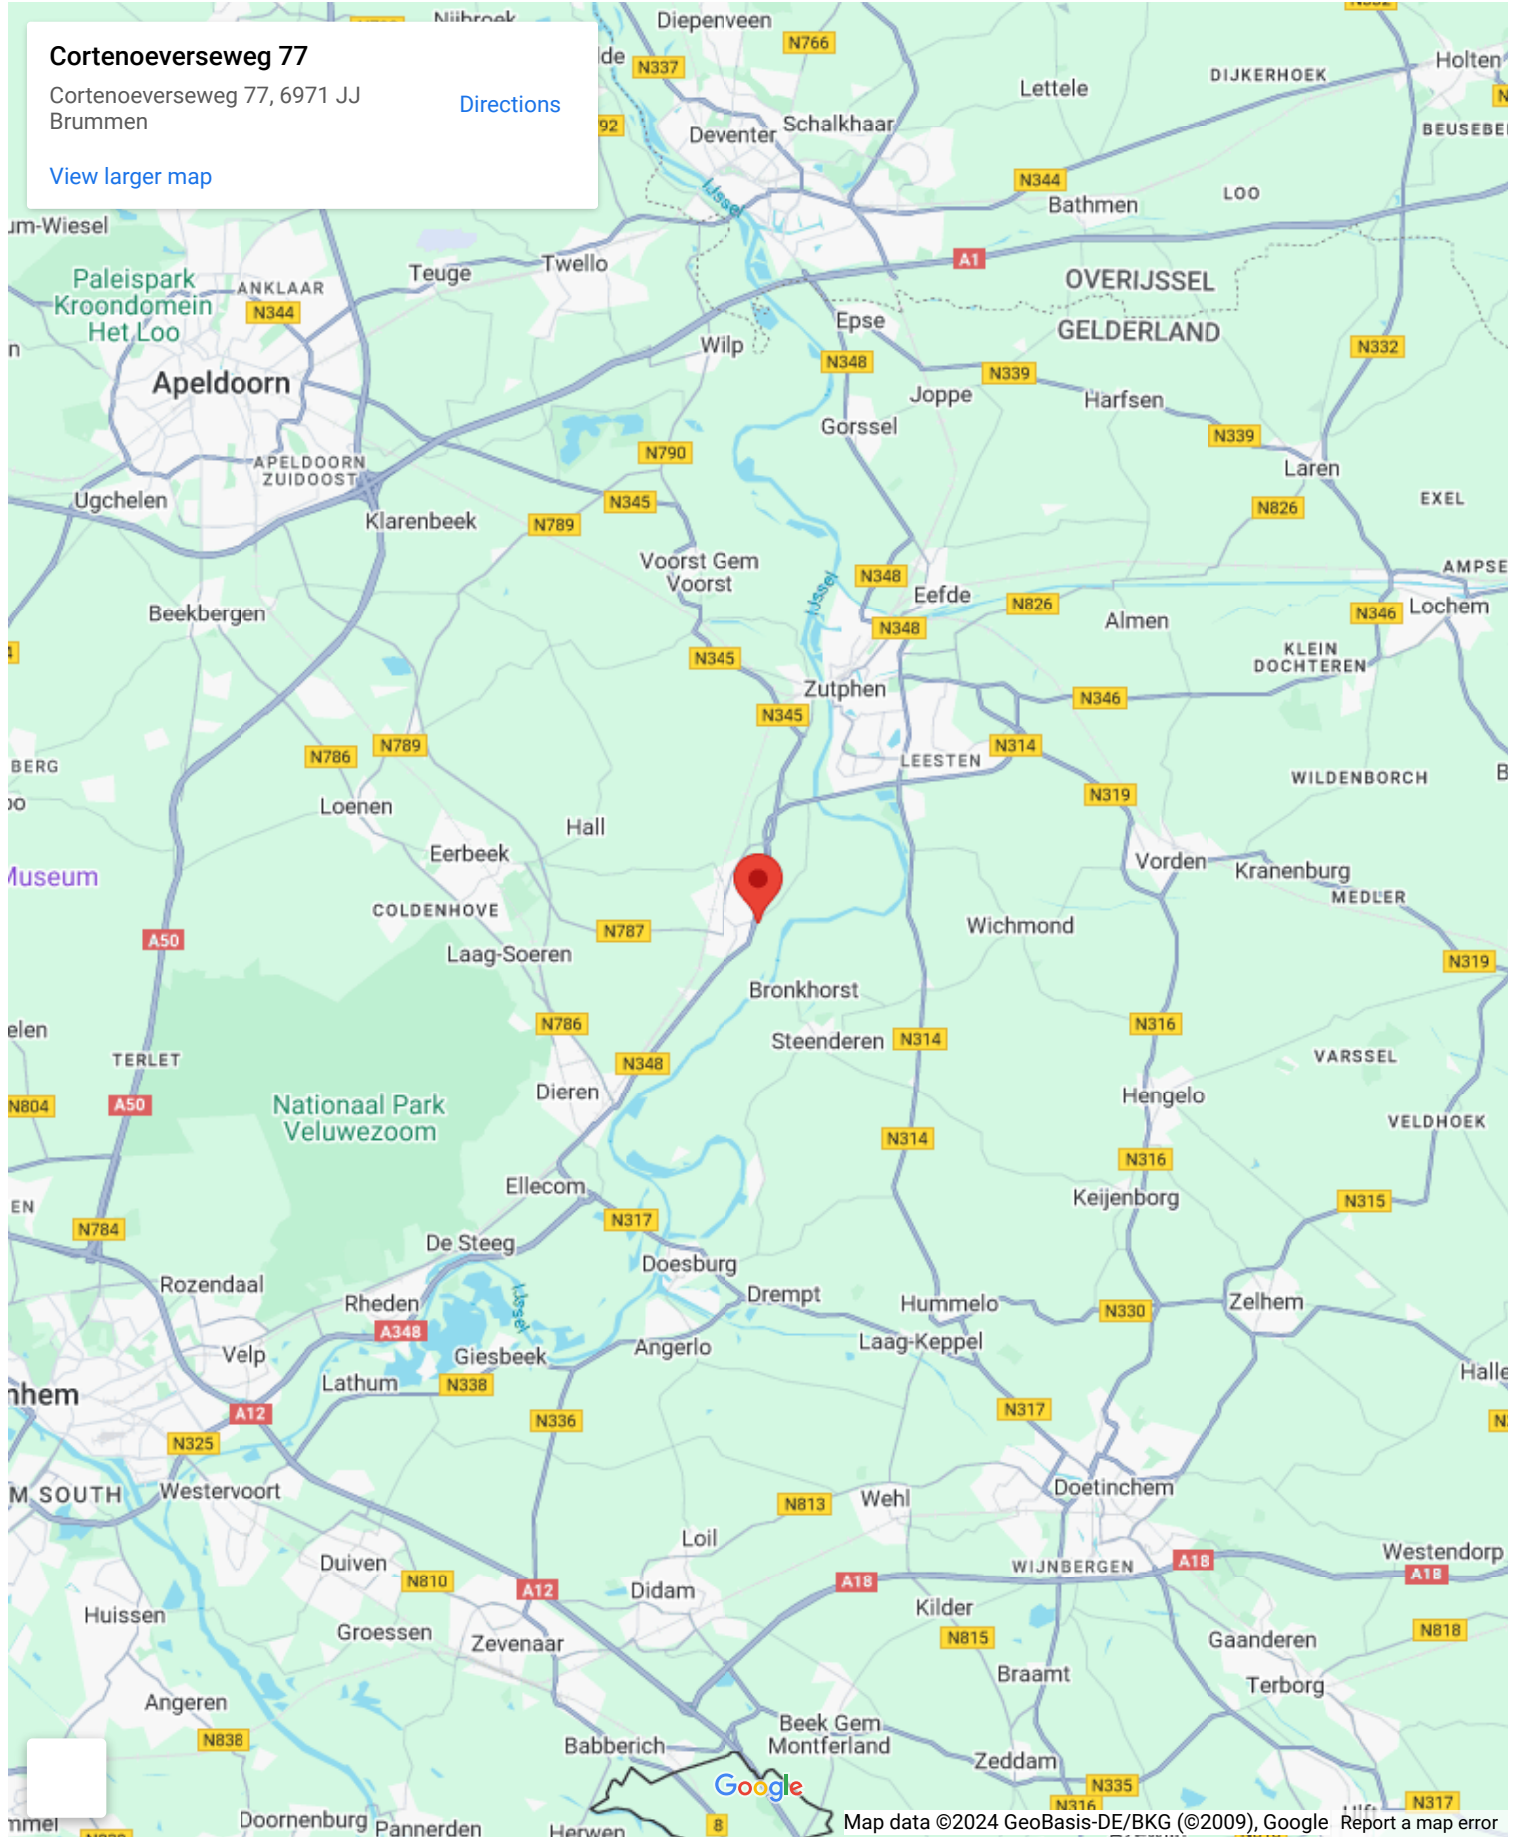 Cortenoeverseweg 77
Cortenoeverseweg 77, 6971 JJ
Brummen
Directions
View larger map
Nijbroek
Diepenveen
N766
N337
Lettele
DIJKERHOEK
Holten
Deventer
Schalkhaar
IJssel
N344
Bathmen
LOO
A1
OVERIJSSEL
GELDERLAND
Paleispark
Kroondomein
Het Loo
ANKLAAR
N344
Teuge
Twello
Wilp
Epse
N348
N339
Joppe
Harfsen
N332
Apeldoorn
Gorssel
N339
Laren
APELDOORN
ZUIDOOST
N790
N345
N789
N826
EXEL
Ugchelen
Klarenbeek
Voorst Gem
Voorst
IJssel
N348
Eefde
N826
Almen
N346
Lochem
Beekbergen
N348
N345
KLEIN
DOCHTEREN
Zutphen
N346
N345
N786
N789
N314
LEESTEN
WILDENBORCH
Loenen
N319
Hall
Eerbeek
Vorden
Kranenburg
MEDLER
COLDENHOVE
N787
Wichmond
A50
Laag-Soeren
N319
Bronkhorst
N786
Steenderen
N314
N316
VARSSEL
TERLET
N348
Dieren
Hengelo
N804
A50
Nationaal Park
Veluwezoom
VELDHOEK
N314
N316
Ellecom
Keijenborg
N315
N784
N317
De Steeg
Doesburg
Rozendaal
Drempt
Rheden
IJssel
Hummelo
N330
Zelhem
A348
Velp
Giesbeek
Angerlo
Laag-Keppel
Lathum
N338
A12
N336
N317
N325
Westervoort
Doetinchem
N813
Wehl
Loil
WIJNBERGEN
A18
Westendorp
A18
Duiven
N810
A12
Didam
A18
Huissen
Kilder
Groessen
Zevenaar
N815
Gaanderen
N818
Braamt
Terborg
Angeren
Beek Gem
Montferland
N838
Babberich
Zeddam
Google
N335
N316
N317
Doornenburg
Pannerden
8
Map data ©2024 GeoBasis-DE/BKG (©2009), Google
Report a map error